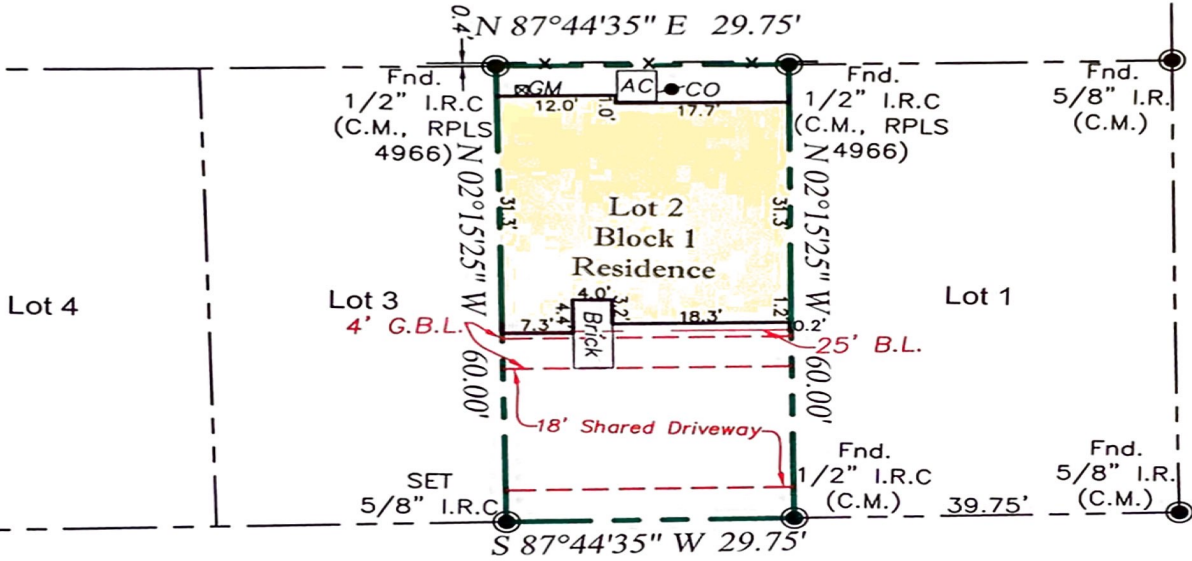 0.4'
N 87°44'35" E 29.75'
Fnd.
1/2" I.R.C
(C.M., RPLS
4966)
GM
AC
CO
12.0'
17.7'
Fnd.
1/2" I.R.C
(C.M., RPLS
4966)
Fnd.
5/8" I.R.
(C.M.)
N 02°15'25" W 60.00'
31.3'
Lot 2
Block 1
Residence
31.3'
N 02°15'25" W 60.00'
Lot 4
Lot 3
Lot 1
4' G.B.L.
7.3'
4.4'
4.0'
3.2'
Brick
18.3'
1.2'
0.2'
25' B.L.
18' Shared Driveway
SET
5/8" I.R.C
Fnd.
1/2" I.R.C
(C.M.)
39.75'
Fnd.
5/8" I.R.
(C.M.)
S 87°44'35" W 29.75'